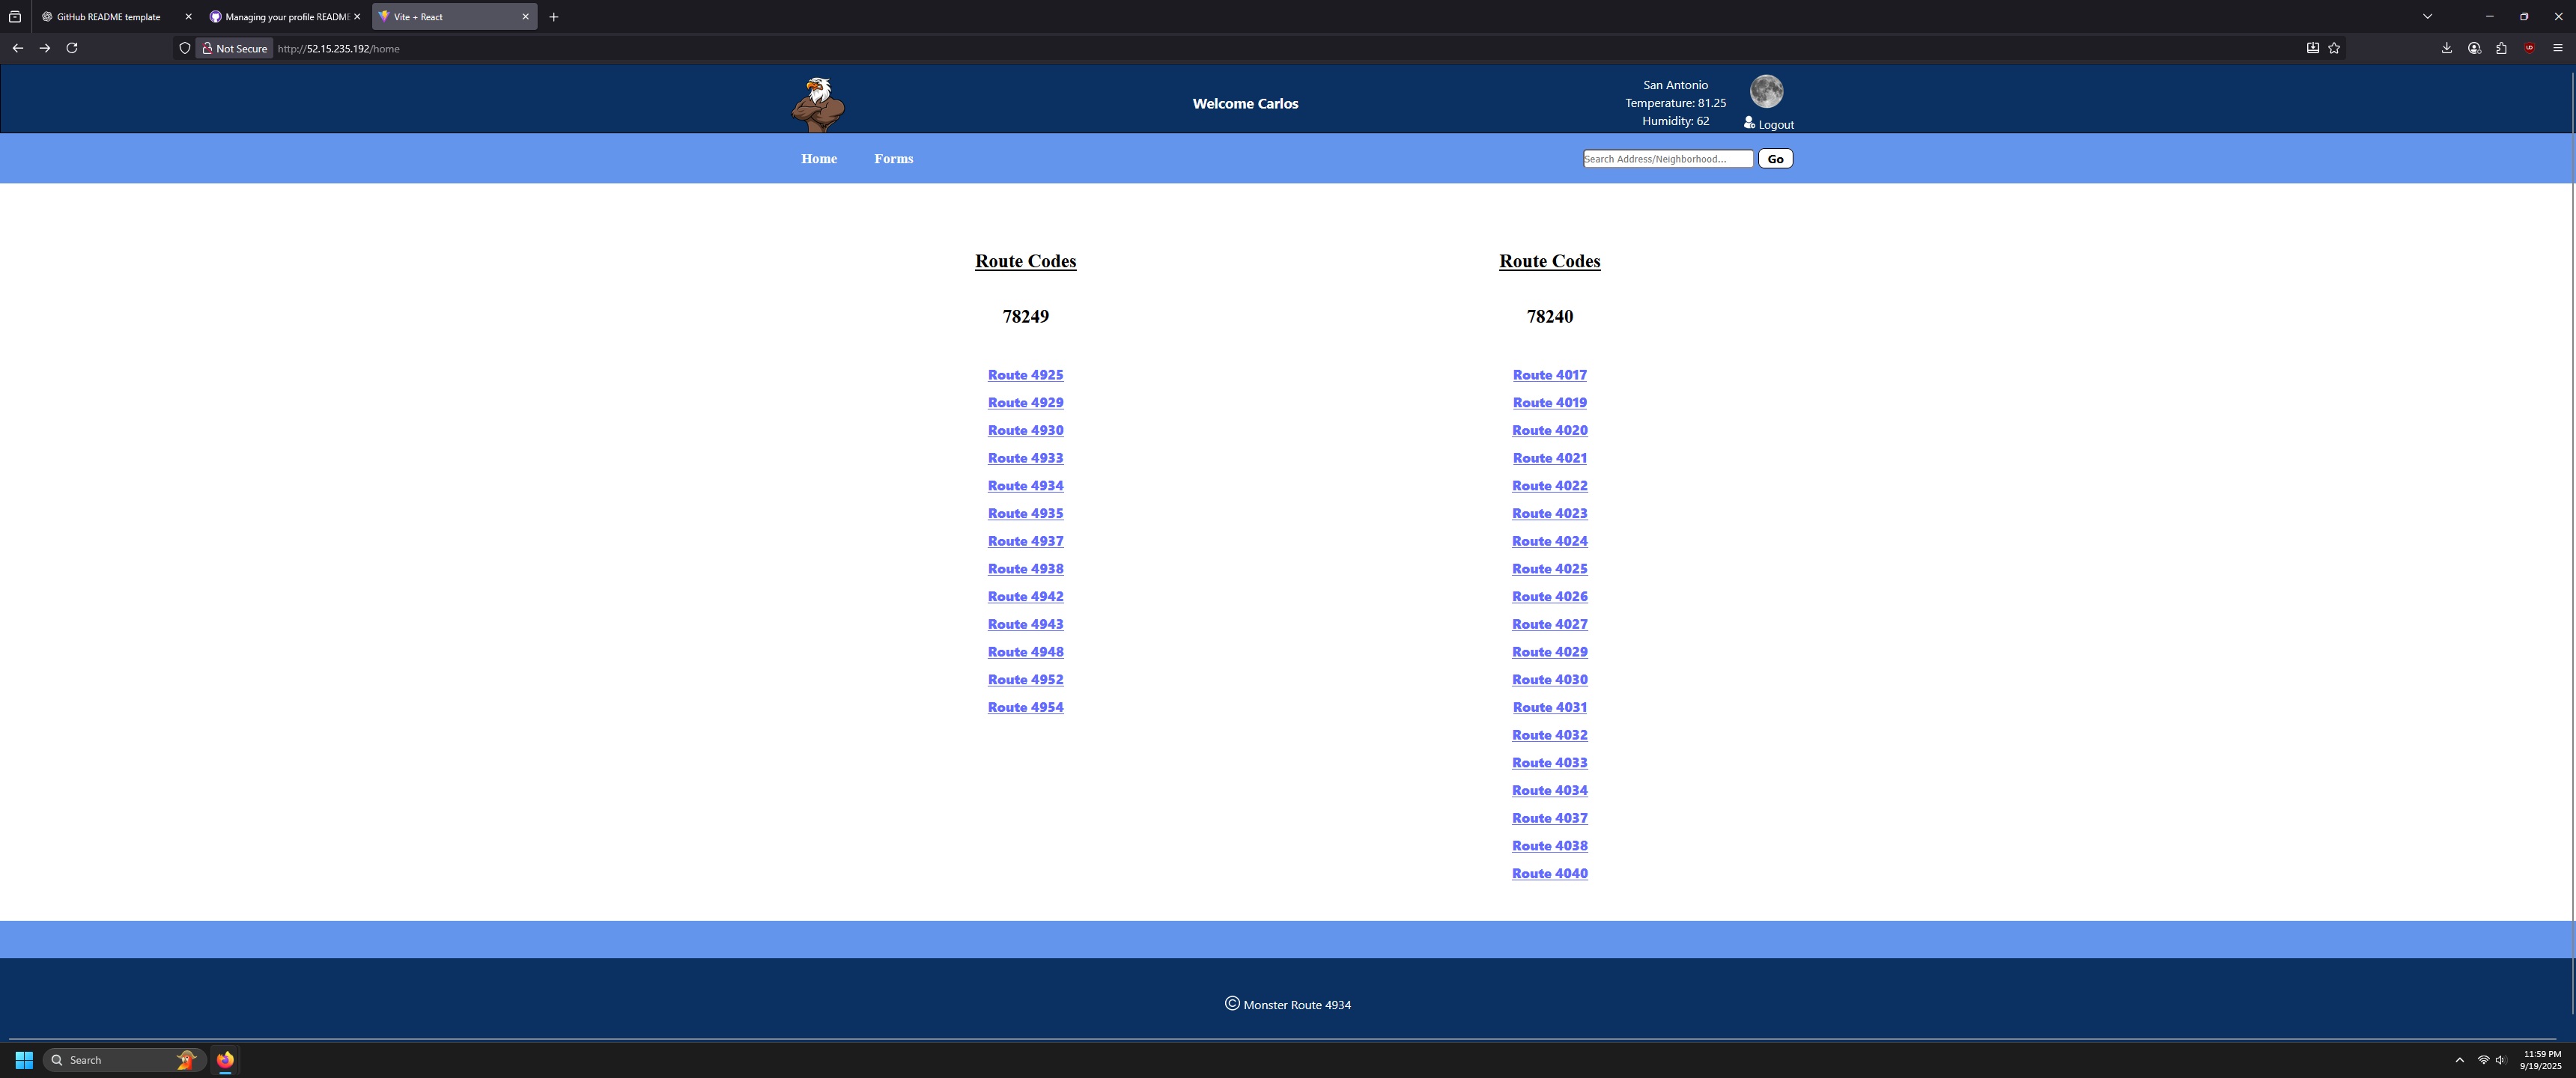 GitHub README template
Managing your profile README
Vite + React
Not Secure
http://52.15.235.192/home
Welcome Carlos
San Antonio
Temperature: 81.25
Humidity: 62
Logout
Home
Forms
Search Address/Neighborhood...
Go
Route Codes
78249
Route 4925
Route 4929
Route 4930
Route 4933
Route 4934
Route 4935
Route 4937
Route 4938
Route 4942
Route 4943
Route 4948
Route 4952
Route 4954
Route Codes
78240
Route 4017
Route 4019
Route 4020
Route 4021
Route 4022
Route 4023
Route 4024
Route 4025
Route 4026
Route 4027
Route 4029
Route 4030
Route 4031
Route 4032
Route 4033
Route 4034
Route 4037
Route 4038
Route 4040
© Monster Route 4934
Search
11:59 PM
9/19/2025